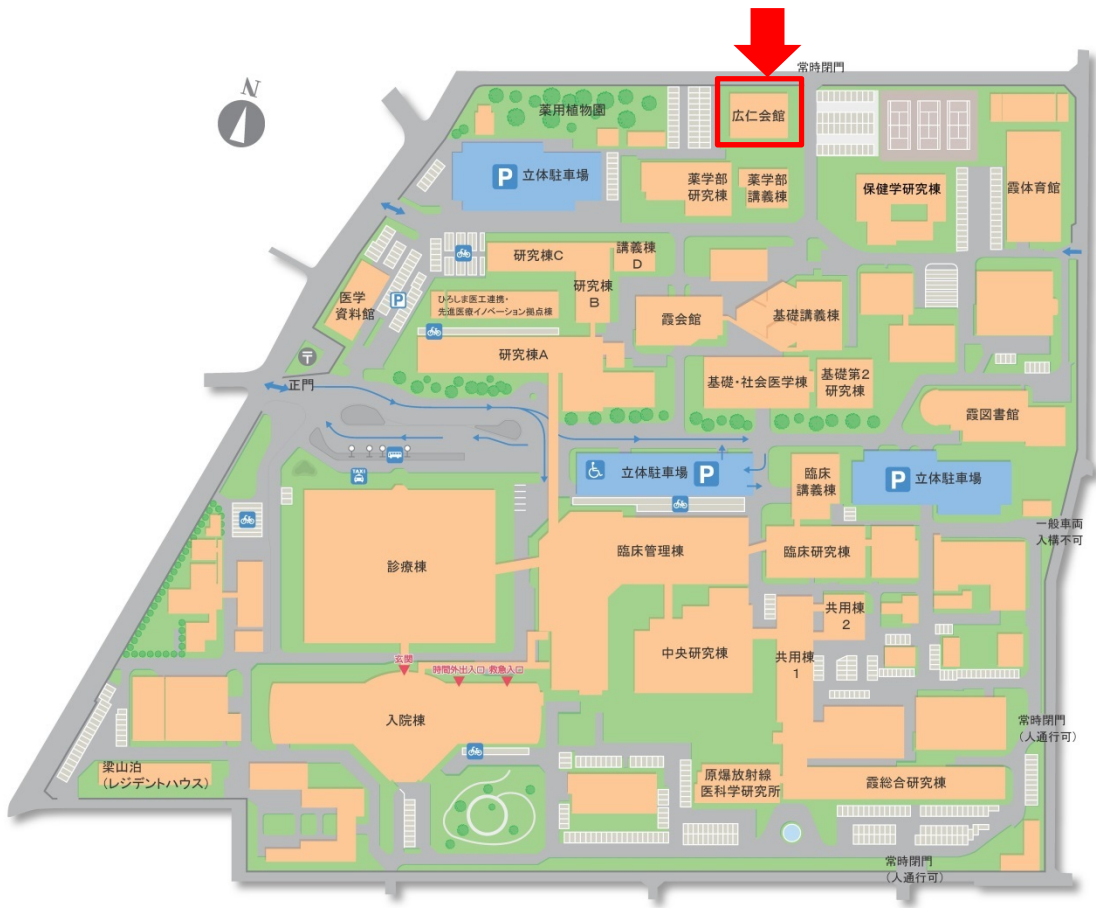 N
常時閉門
広仁会館
薬用植物園
P
立体駐車場
薬学部
研究棟
薬学部
講義棟
保健学研究棟
霞体育館
研究棟C
講義棟
D
研究棟
B
医学
資料館
P
ひろしま医工連携・
先進医療イノベーション拠点棟
霞会館
基礎講義棟
研究棟A
〒
正門
基礎・社会医学棟
基礎第2
研究棟
霞図書館
TAXI
立体駐車場
P
臨床
講義棟
P
立体駐車場
一般車両
入構不可
診療棟
臨床管理棟
臨床研究棟
共用棟
2
中央研究棟
共用棟
1
玄関
時間外出入口
救急入口
入院棟
常時閉門
（人通行可）
梁山泊
（レジデントハウス）
原爆放射線
医科学研究所
霞総合研究棟
常時閉門
（人通行可）